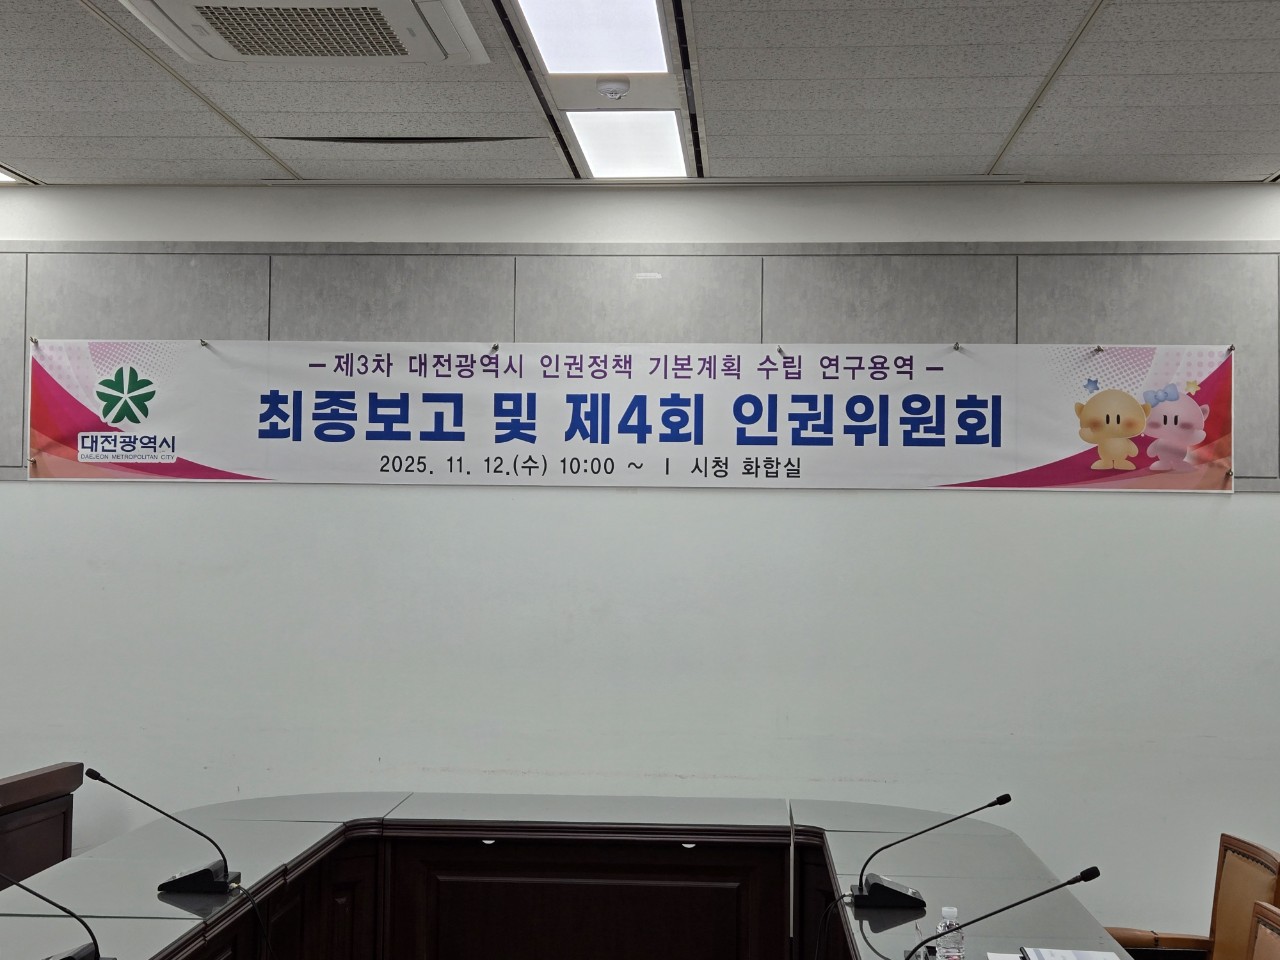 －제3차 대전광역시 인권정책 기본계획 수립 연구용역－
최종보고 및 제4회 인권위원회
2025. 11. 12.(수) 10:00 ~ ㅣ 시청 화합실
대전광역시
DAEJEON METROPOLITAN CITY